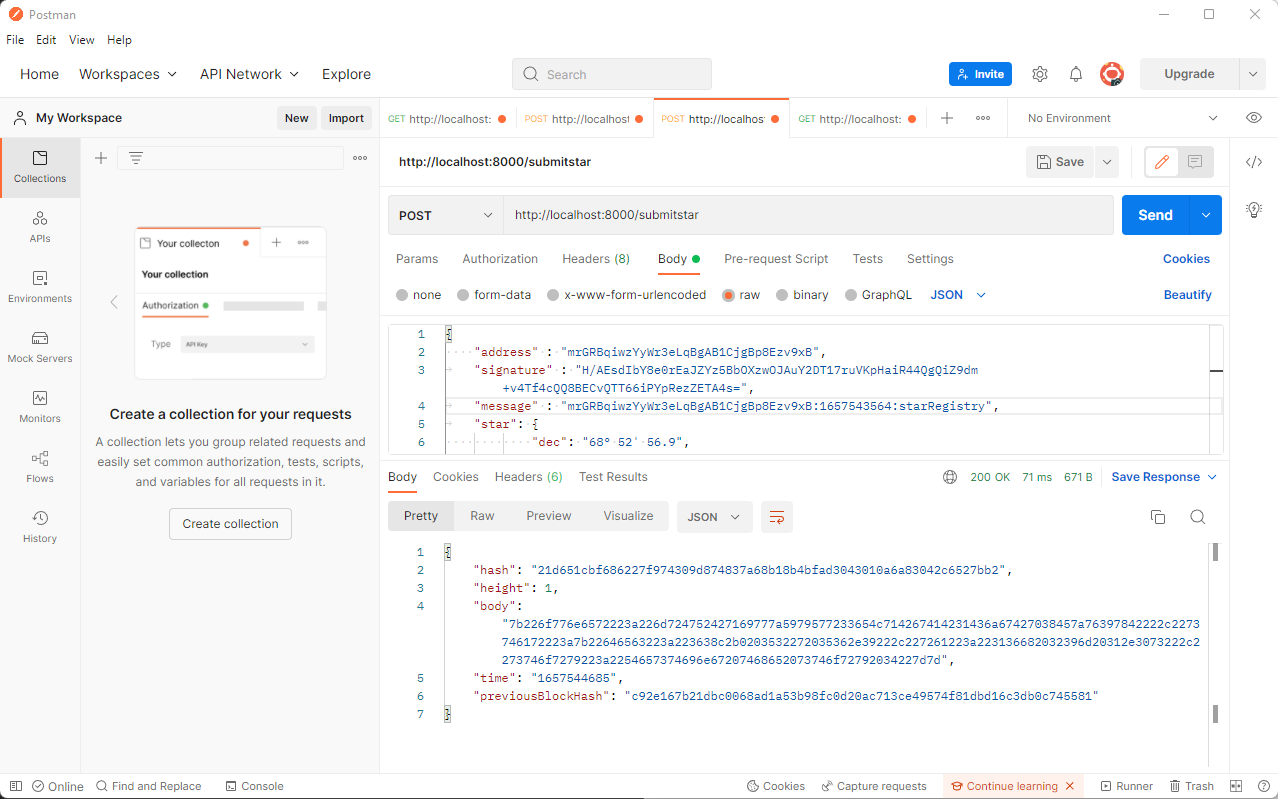 Postman
File Edit View Help
Home Workspaces API Network Explore
Search
Invite
Upgrade
My Workspace
New Import
GET http://localhost:
POST http://localhost
POST http://localhost
GET http://localhost:
No Environment
Collections
APIs
Environments
Mock Servers
Monitors
Flows
History
Your collecton
Your collection
Authorization
Type API Key
Create a collection for your requests
A collection lets you group related requests and
easily set common authorization, tests, scripts,
and variables for all requests in it.
Create collection
http://localhost:8000/submitstar
Save
POST http://localhost:8000/submitstar
Send
Params Authorization Headers (8) Body Pre-request Script Tests Settings
Cookies
none form-data x-www-form-urlencoded raw binary GraphQL JSON
Beautify
1 {
2 "address" : "mrGRBqiwzYyWr3eLqBgAB1CjgBp8Ezv9xB",
3 "signature" : "H/AEsdIbY8e0rEaJZYz5BbOXzwOJAuY2DT17ruVKpHaiR44QgQiZ9dm
+v4Tf4cQQ8BECvQTT66iPYpRezZETA4s=",
4 "message" : "mrGRBqiwzYyWr3eLqBgAB1CjgBp8Ezv9xB:1657543564:starRegistry",
5 "star": {
6 "dec": "68° 52' 56.9",
Body Cookies Headers (6) Test Results
200 OK 71 ms 671 B Save Response
Pretty Raw Preview Visualize JSON
1 {
2 "hash": "21d651cbf686227f974309d874837a68b18b4bfad3043010a6a83042c6527bb2",
3 "height": 1,
4 "body":
"7b226f776e6572223a226d724752427169777a5979577233654c714267414231436a67427038457a76397842222c2273
746172223a7b22646563223a223638c2b0203532272035362e39222c227261223a223136682032396d20312e3073222c2
273746f7279223a2254657374696e67207468652073746f72792034227d7d",
5 "time": "1657544685",
6 "previousBlockHash": "c92e167b21dbc0068ad1a53b98fc0d20ac713ce49574f81dbd16c3db0c745581"
7 }
Online Find and Replace Console
Cookies Capture requests Continue learning Runner Trash